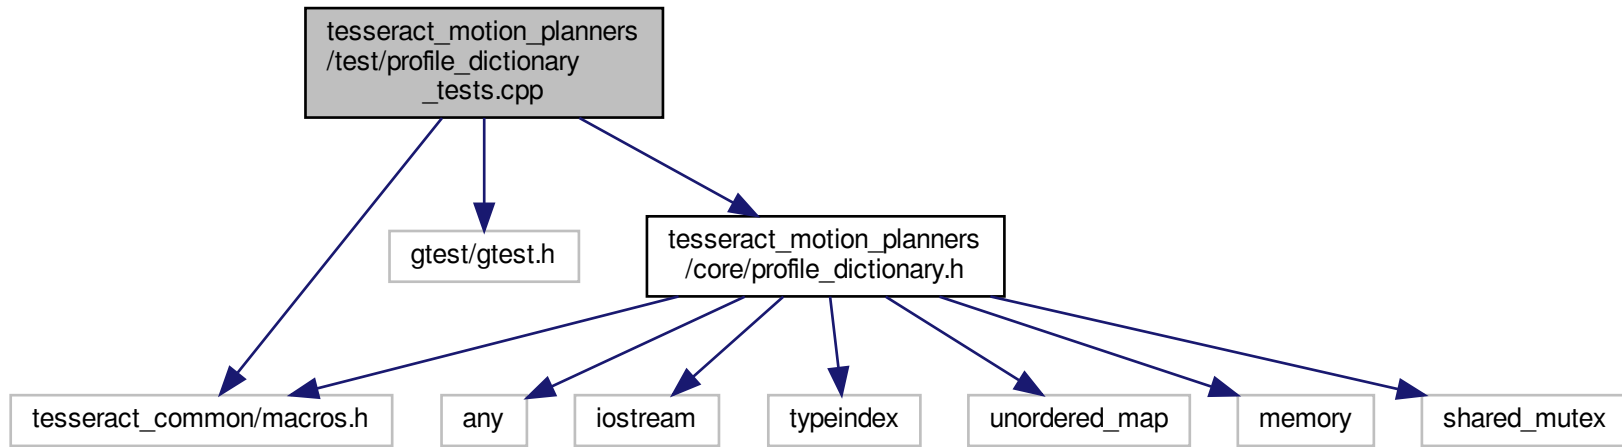 tesseract_motion_planners
/test/profile_dictionary
_tests.cpp
gtest/gtest.h
tesseract_motion_planners
/core/profile_dictionary.h
tesseract_common/macros.h
any
iostream
typeindex
unordered_map
memory
shared_mutex